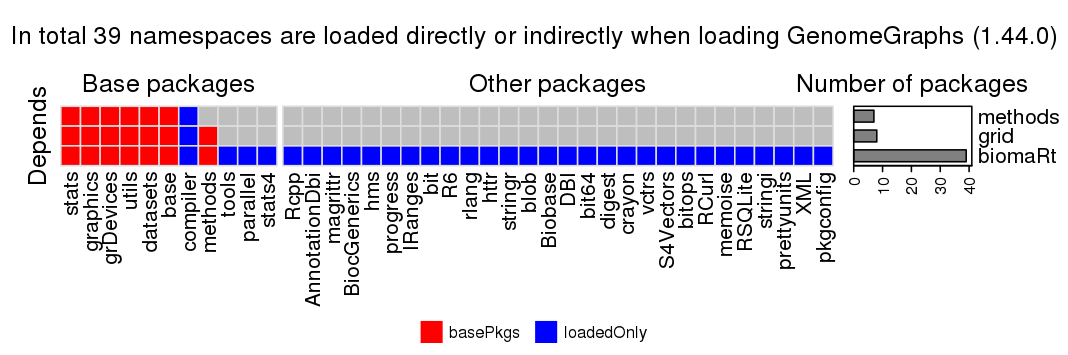 In total 39 namespaces are loaded directly or indirectly when loading GenomeGraphs (1.44.0)
Base packages
Other packages
Number of packages
Depends
methods
grid
biomaRt
stats
graphics
grDevices
utils
datasets
base
compiler
methods
tools
parallel
stats4
Rcpp
AnnotationDbi
magrittr
BiocGenerics
hms
progress
IRanges
bit
R6
rlang
httr
stringr
blob
Biobase
DBI
bit64
digest
crayon
vctrs
S4Vectors
bitops
RCurl
memoise
RSQLite
stringi
prettyunits
XML
pkgconfig
0
10
20
30
40
basePkgs
loadedOnly